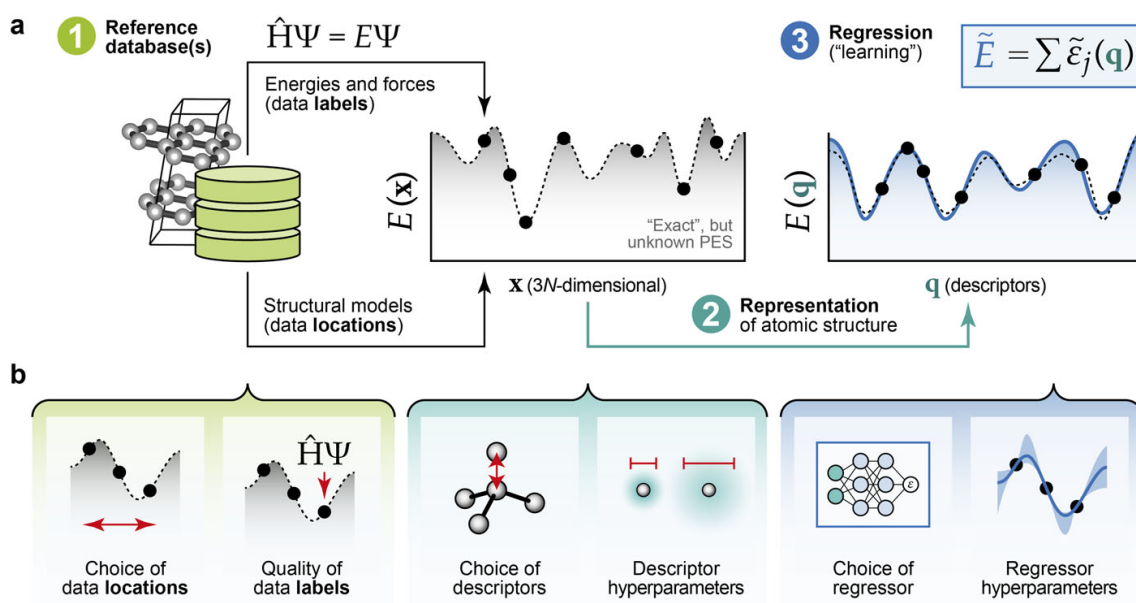 a
1 Reference
database(s)
ĤΨ = EΨ
Energies and forces
(data labels)
Structural models
(data locations)
E (x)
"Exact", but
unknown PES
x (3N-dimensional)
2 Representation
of atomic structure
3 Regression
("learning")
Ẽ = ∑ ε̃ⱼ(q)
E (q)
q (descriptors)
b
Choice of
data locations
ĤΨ
Quality of
data labels
Choice of
descriptors
Descriptor
hyperparameters
ε
Choice of
regressor
Regressor
hyperparameters